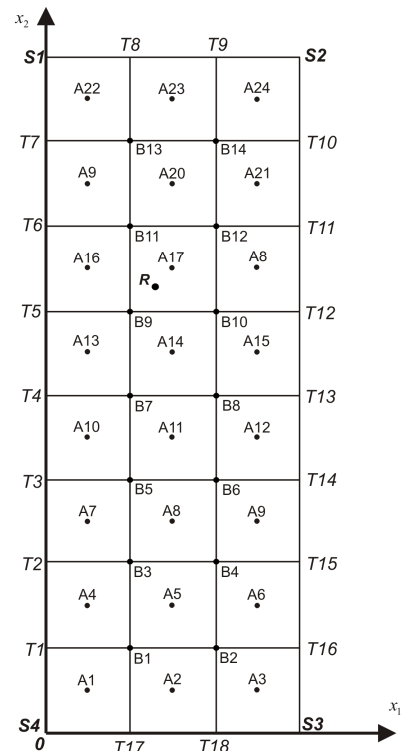 x2
S1 T8 T9 S2
A22 A23 A24
T7 B13 B14 T10
A9 A20 A21
T6 B11 B12 T11
A16 A17 A8
R
T5 B9 B10 T12
A13 A14 A15
T4 B7 B8 T13
A10 A11 A12
T3 B5 B6 T14
A7 A8 A9
T2 B3 B4 T15
A4 A5 A6
T1 B1 B2 T16
A1 A2 A3
x1
S4 S3
0 T17 T18